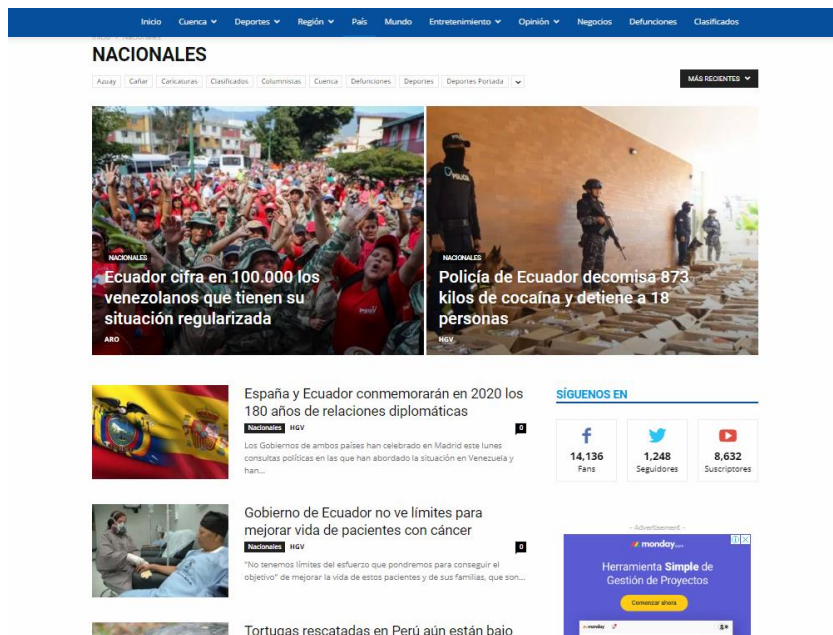 Inicio Cuenca Deportes Región País Mundo Entretenimiento Opinión Negocios Defunciones Clasificados
Inicio > Nacionales
NACIONALES
Azuay Cañar Caricaturas Clasificados Columnistas Cuenca Defunciones Deportes Deportes Portada
MÁS RECIENTES
NACIONALES
Ecuador cifra en 100.000 los
venezolanos que tienen su
situación regularizada
ARO
POLICIA
NACIONALES
Policía de Ecuador decomisa 873
kilos de cocaína y detiene a 18
personas
HGV
España y Ecuador conmemorarán en 2020 los
180 años de relaciones diplomáticas
Nacionales HGV 0
Los Gobiernos de ambos países han celebrado en Madrid este lunes
consultas políticas en las que han abordado la situación en Venezuela y
han...
Gobierno de Ecuador no ve límites para
mejorar vida de pacientes con cáncer
Nacionales HGV 0
"No tenemos límites del esfuerzo que pondremos para conseguir el
objetivo" de mejorar la vida de estos pacientes y de sus familias, que son...
Tortugas rescatadas en Perú aún están bajo
SÍGUENOS EN
14,136 1,248 8,632
Fans Seguidores Suscriptores
- Advertisement -
monday.com
Herramienta Simple de
Gestión de Proyectos
Comenzar ahora
monday